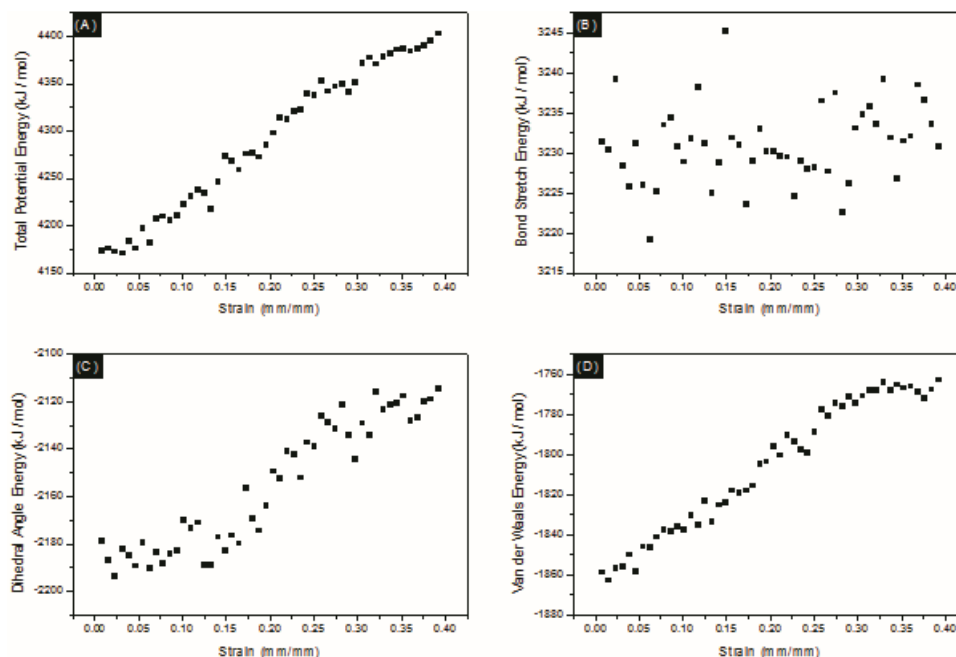 (A)
Total Potential Energy (kJ / mol)
4400
4350
4300
4250
4200
4150
0.00 0.05 0.10 0.15 0.20 0.25 0.30 0.35 0.40
Strain (mm/mm)
(B)
Bond Stretch Energy (kJ / mol)
3245
3240
3235
3230
3225
3220
3215
0.00 0.05 0.10 0.15 0.20 0.25 0.30 0.35 0.40
Strain (mm/mm)
(C)
Dihedral Angle Energy (kJ / mol)
-2100
-2120
-2140
-2160
-2180
-2200
0.00 0.05 0.10 0.15 0.20 0.25 0.30 0.35 0.40
Strain (mm/mm)
(D)
Van der Waals Energy (kJ / mol)
-1760
-1780
-1800
-1820
-1840
-1860
-1880
0.00 0.05 0.10 0.15 0.20 0.25 0.30 0.35 0.40
Strain (mm/mm)